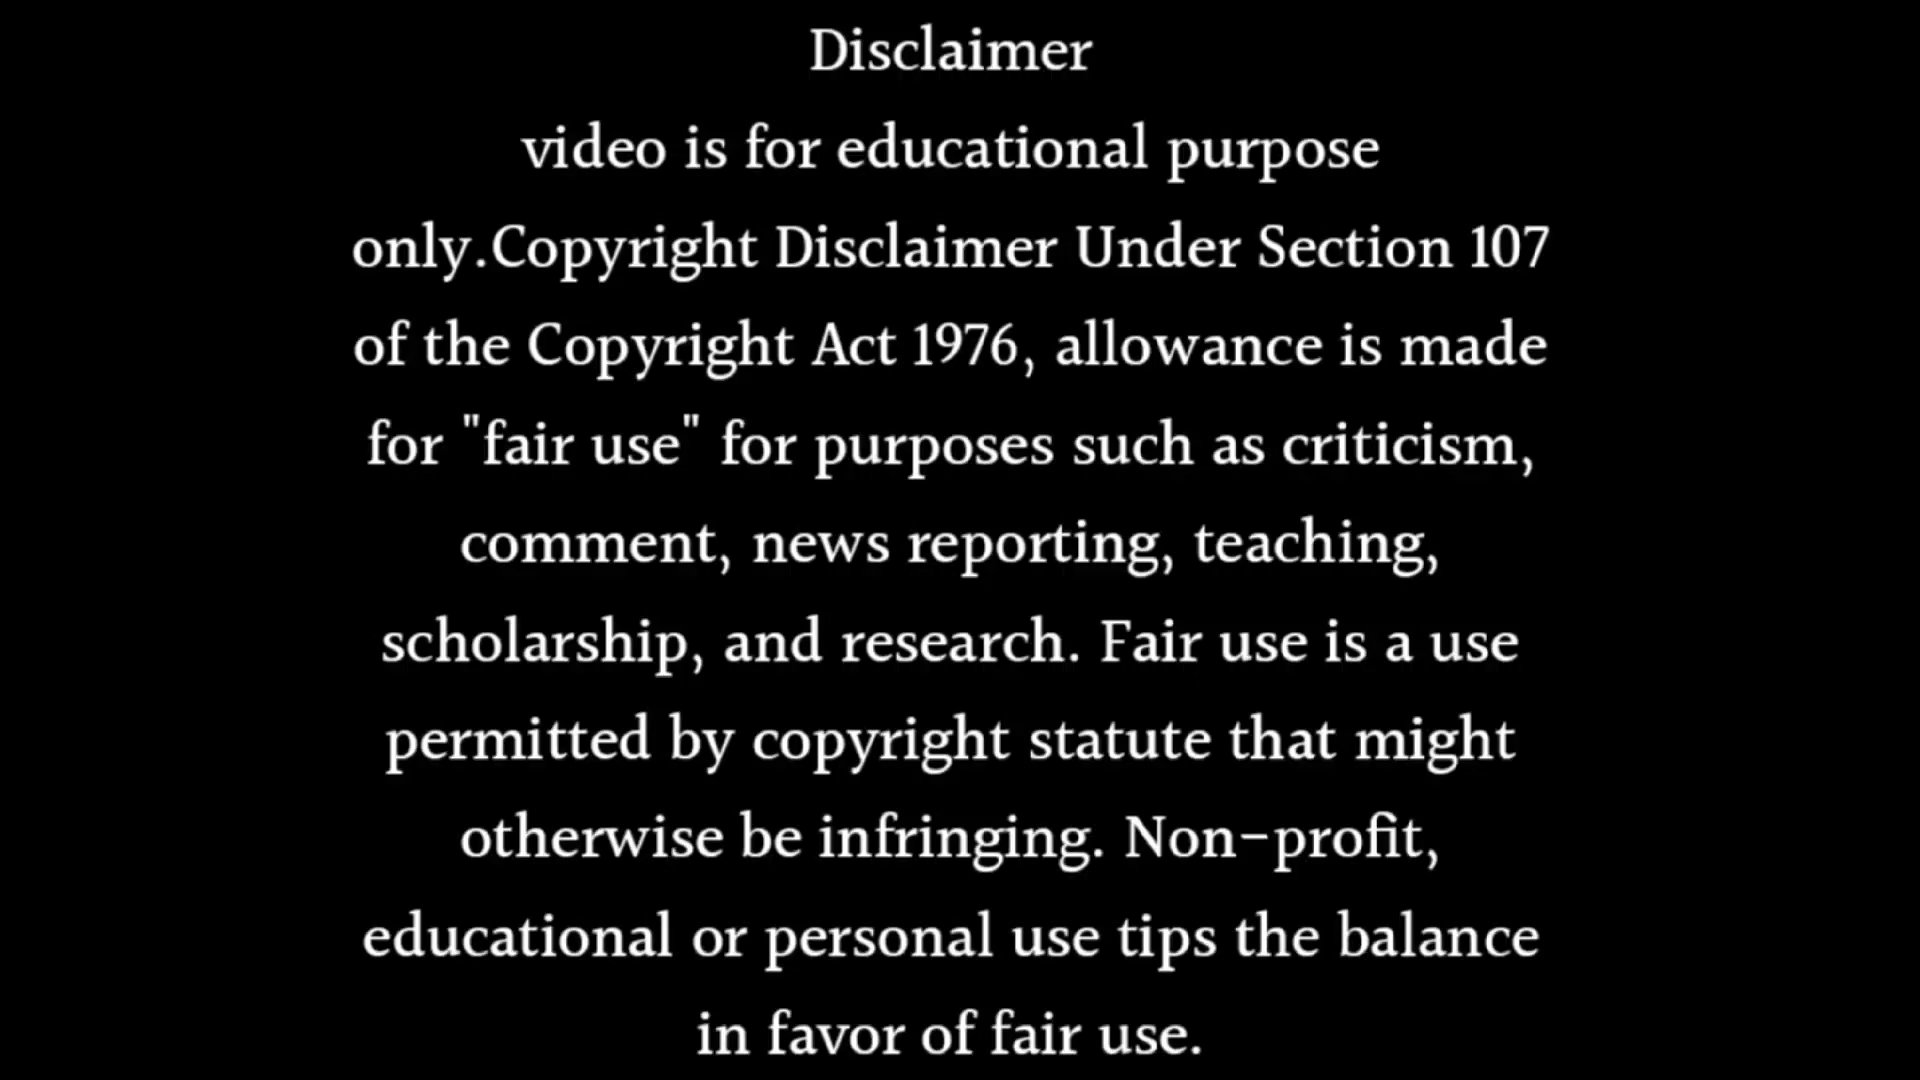 Disclaimer
video is for educational purpose
only.Copyright Disclaimer Under Section 107
of the Copyright Act 1976, allowance is made
for "fair use" for purposes such as criticism,
comment, news reporting, teaching,
scholarship, and research. Fair use is a use
permitted by copyright statute that might
otherwise be infringing. Non-profit,
educational or personal use tips the balance
in favor of fair use.